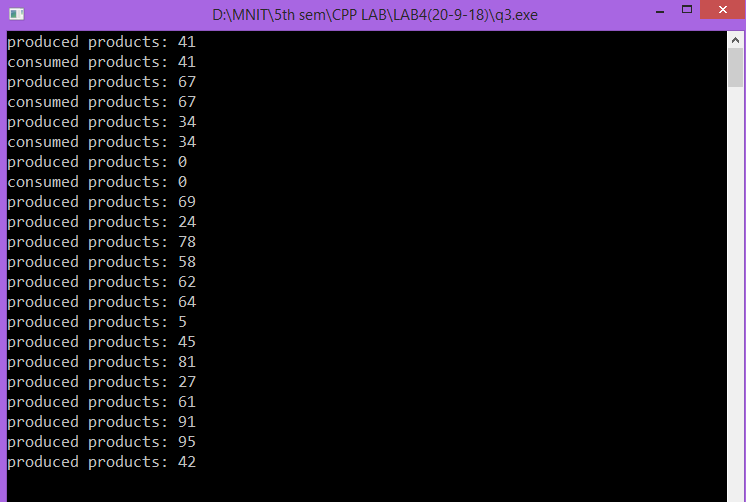 D:\MNIT\5th sem\CPP LAB\LAB4(20-9-18)\q3.exe
produced products: 41
consumed products: 41
produced products: 67
consumed products: 67
produced products: 34
consumed products: 34
produced products: 0
consumed products: 0
produced products: 69
produced products: 24
produced products: 78
produced products: 58
produced products: 62
produced products: 64
produced products: 5
produced products: 45
produced products: 81
produced products: 27
produced products: 61
produced products: 91
produced products: 95
produced products: 42